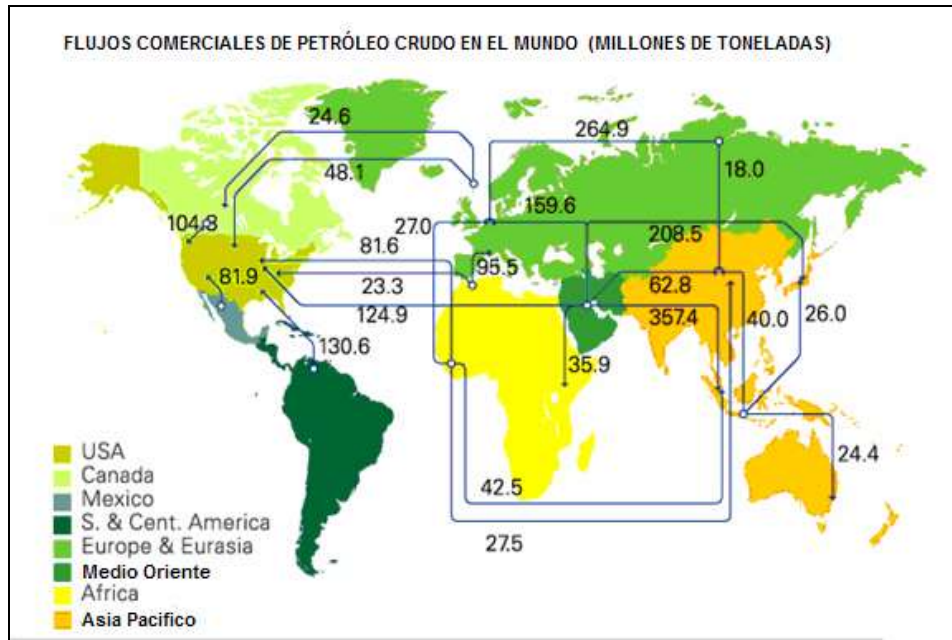 FLUJOS COMERCIALES DE PETRÓLEO CRUDO EN EL MUNDO (MILLONES DE TONELADAS)
24.6
264.9
48.1
18.0
104.3
27.0
159.6
81.6
208.5
81.9
95.5
23.3
62.8
124.9
357.4
40.0
26.0
130.6
35.9
24.4
42.5
27.5
USA
Canada
Mexico
S. & Cent. America
Europe & Eurasia
Medio Oriente
Africa
Asia Pacifico